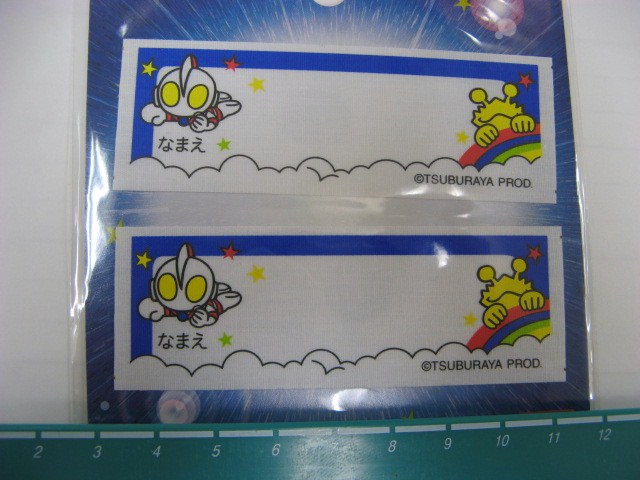 なまえ
©TSUBURAYA PROD.
なまえ
©TSUBURAYA PROD.
2 3 4 5 6 7 8 9 10 11 12